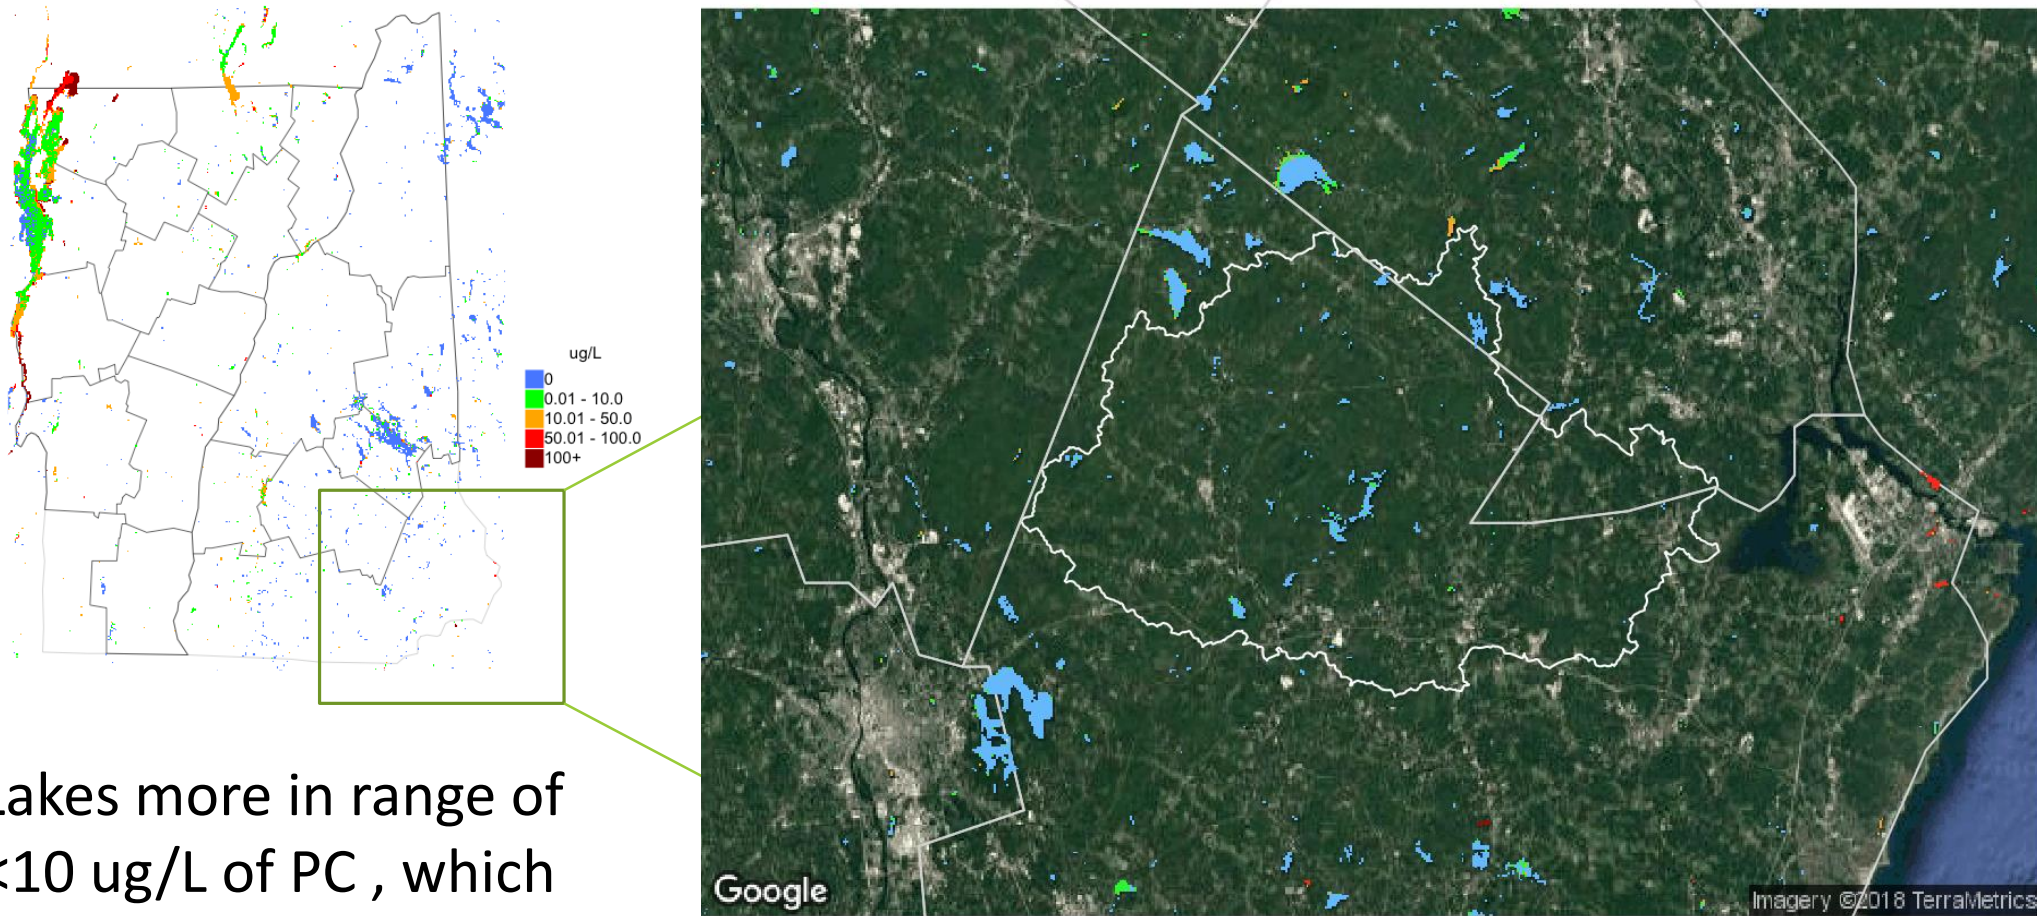 ug/L
0
0.01 - 10.0
10.01 - 50.0
50.01 - 100.0
100+
Lakes more in range of
<10 ug/L of PC , which
Google
Imagery ©2018 TerraMetrics